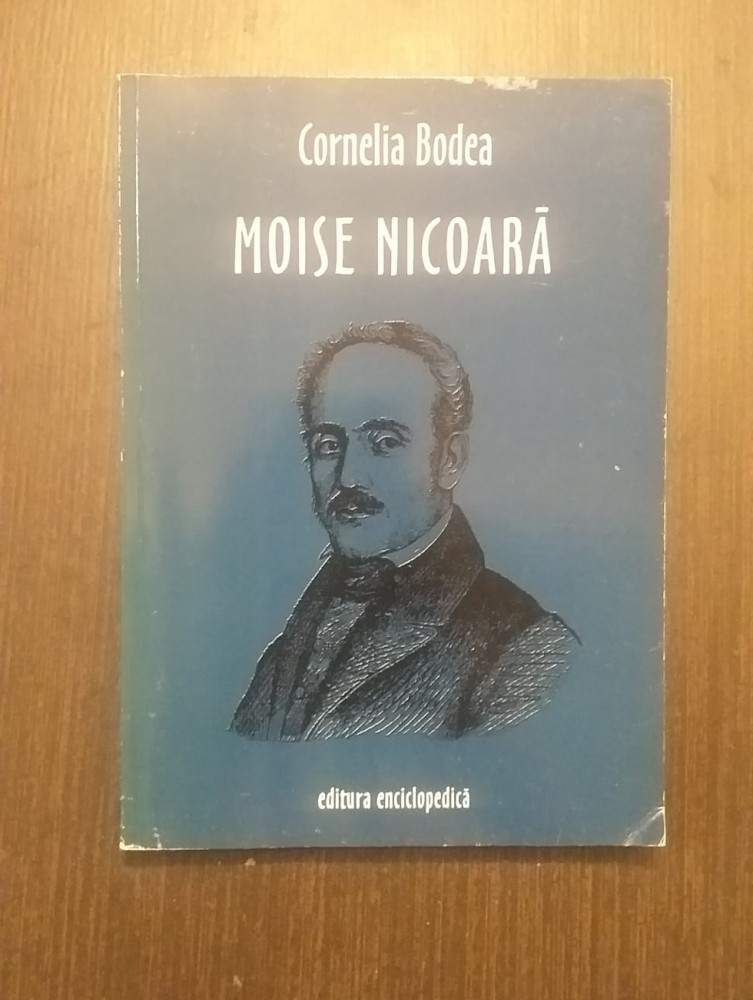 Cornelia Bodea
MOISE NICOARĂ
editura enciclopedică